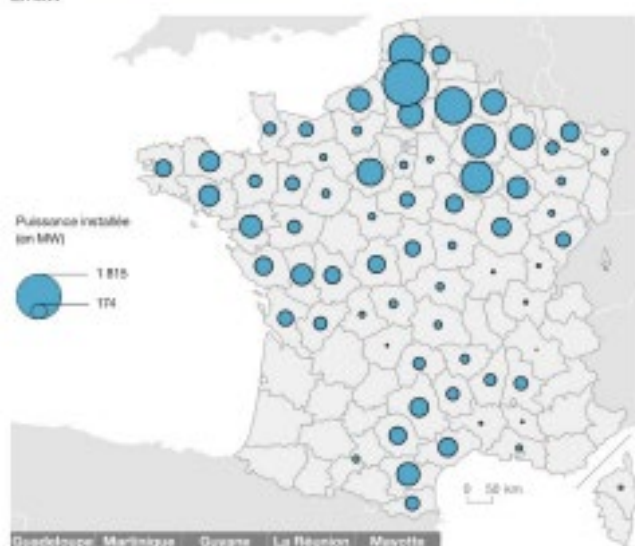 Puissance installée
(en MW)
1 815
174
0 50 km
Guadeloupe Martinique Guyane La Réunion Mayotte